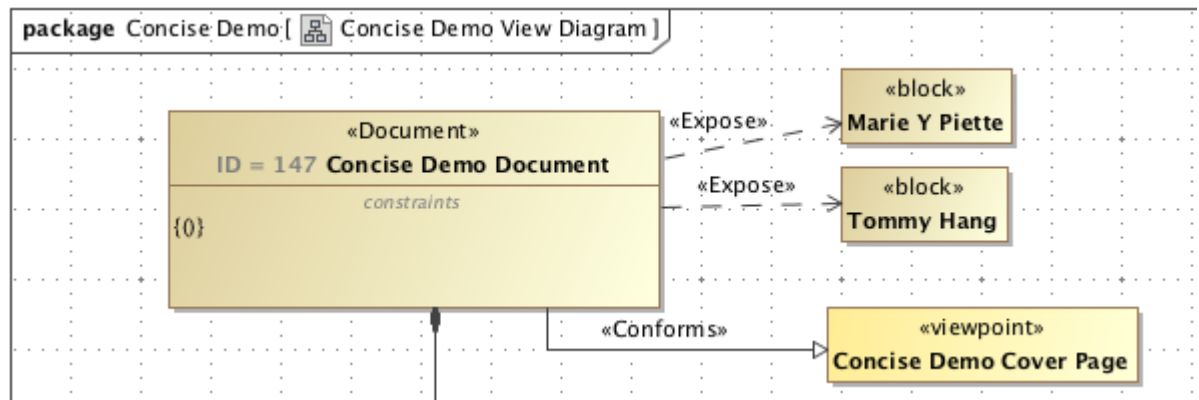 package Concise Demo [ Concise Demo View Diagram ]
«Document»
ID = 147 Concise Demo Document
constraints
{()}
«Expose»
«block»
Marie Y Piette
«Expose»
«block»
Tommy Hang
«Conforms»
«viewpoint»
Concise Demo Cover Page